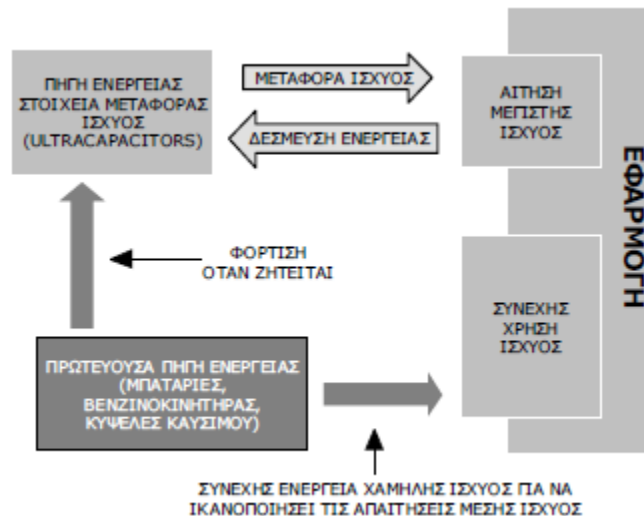 ΠΗΓΗ ΕΝΕΡΓΕΙΑΣ
ΣΤΟΙΧΕΙΑ ΜΕΤΑΦΟΡΑΣ
ΙΣΧΥΟΣ
(ULTRACAPACITORS)
ΜΕΤΑΦΟΡΑ ΙΣΧΥΟΣ
ΔΕΣΜΕΥΣΗ ΕΝΕΡΓΕΙΑΣ
ΑΙΤΗΣΗ
ΜΕΓΙΣΤΗΣ
ΙΣΧΥΟΣ
ΕΦΑΡΜΟΓΗ
ΦΟΡΤΙΣΗ
ΟΤΑΝ ΖΗΤΕΙΤΑΙ
ΣΥΝΕΧΗΣ
ΧΡΗΣΗ
ΙΣΧΥΟΣ
ΠΡΩΤΕΥΟΥΣΑ ΠΗΓΗ ΕΝΕΡΓΕΙΑΣ
(ΜΠΑΤΑΡΙΕΣ,
ΒΕΝΖΙΝΟΚΙΝΗΤΗΡΑΣ,
ΚΥΨΕΛΕΣ ΚΑΥΣΙΜΟΥ)
ΣΥΝΕΧΗΣ ΕΝΕΡΓΕΙΑ ΧΑΜΗΛΗΣ ΙΣΧΥΟΣ ΓΙΑ ΝΑ
ΙΚΑΝΟΠΟΙΗΣΕΙ ΤΙΣ ΑΠΑΙΤΗΣΕΙΣ ΜΕΣΗΣ ΙΣΧΥΟΣ